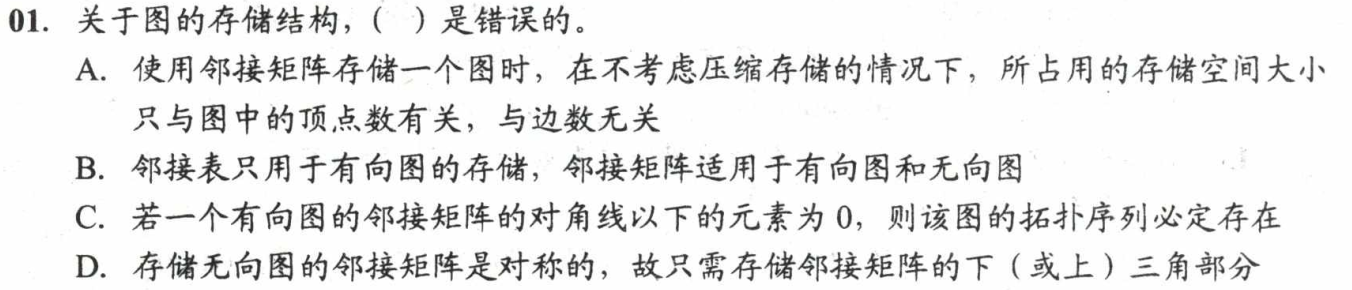 01. 关于图的存储结构，（ ）是错误的。
A. 使用邻接矩阵存储一个图时，在不考虑压缩存储的情况下，所占用的存储空间大小
只与图中的顶点数有关，与边数无关
B. 邻接表只用于有向图的存储，邻接矩阵适用于有向图和无向图
C. 若一个有向图的邻接矩阵的对角线以下的元素为 0，则该图的拓扑序列必定存在
D. 存储无向图的邻接矩阵是对称的，故只需存储邻接矩阵的下（或上）三角部分